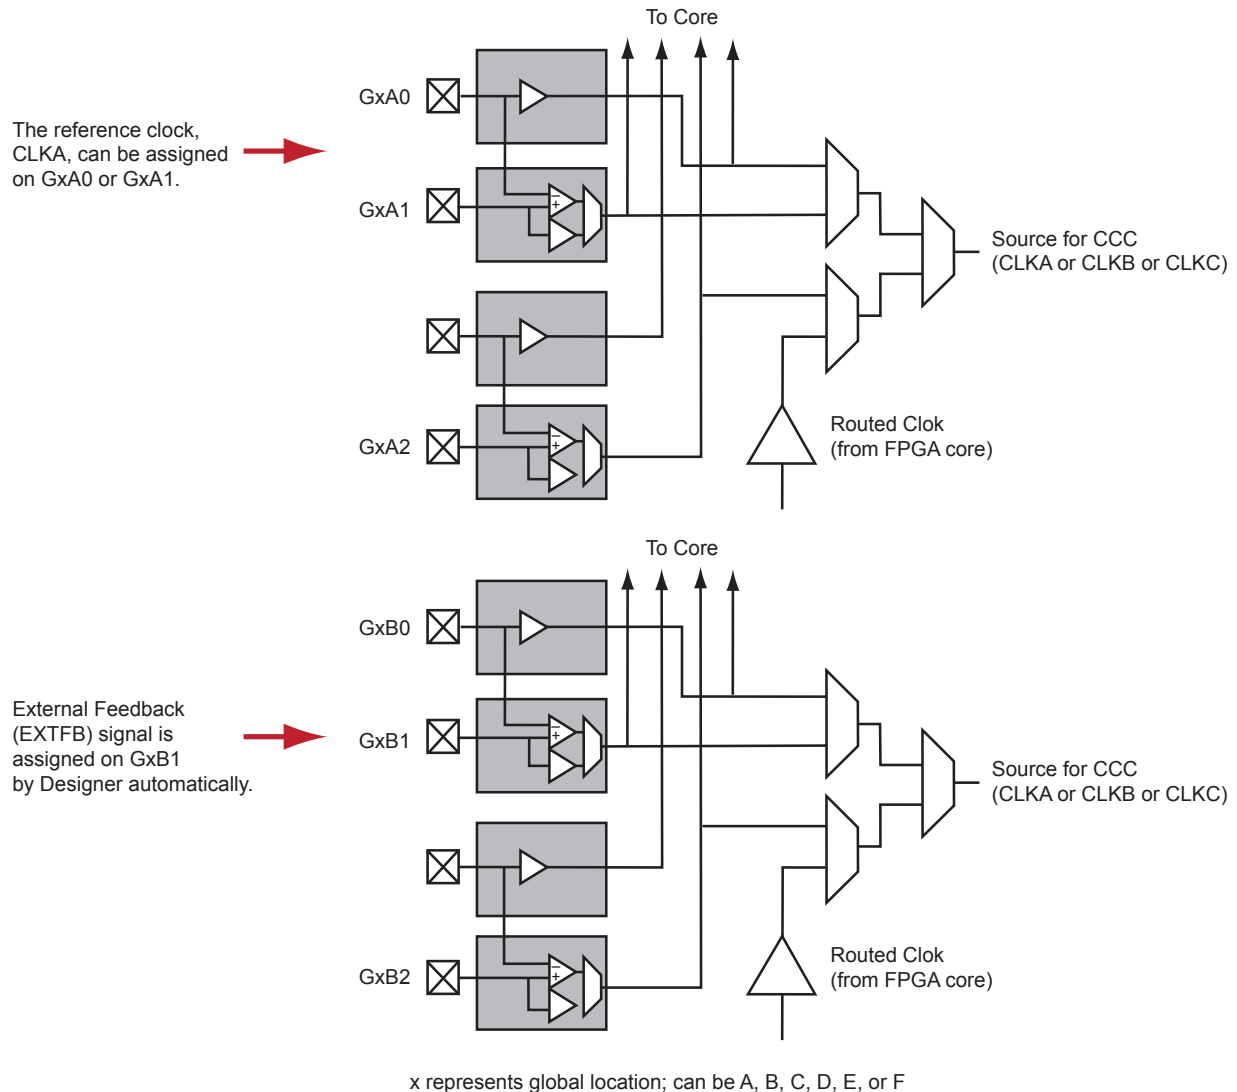 To Core
GxA0
The reference clock,
CLKA, can be assigned
on GxA0 or GxA1.
GxA1
−
+
Source for CCC
(CLKA or CLKB or CLKC)
GxA2
−
+
Routed Clok
(from FPGA core)
To Core
GxB0
External Feedback
(EXTFB) signal is
assigned on GxB1
by Designer automatically.
GxB1
−
+
Source for CCC
(CLKA or CLKB or CLKC)
GxB2
−
+
Routed Clok
(from FPGA core)
x represents global location; can be A, B, C, D, E, or F